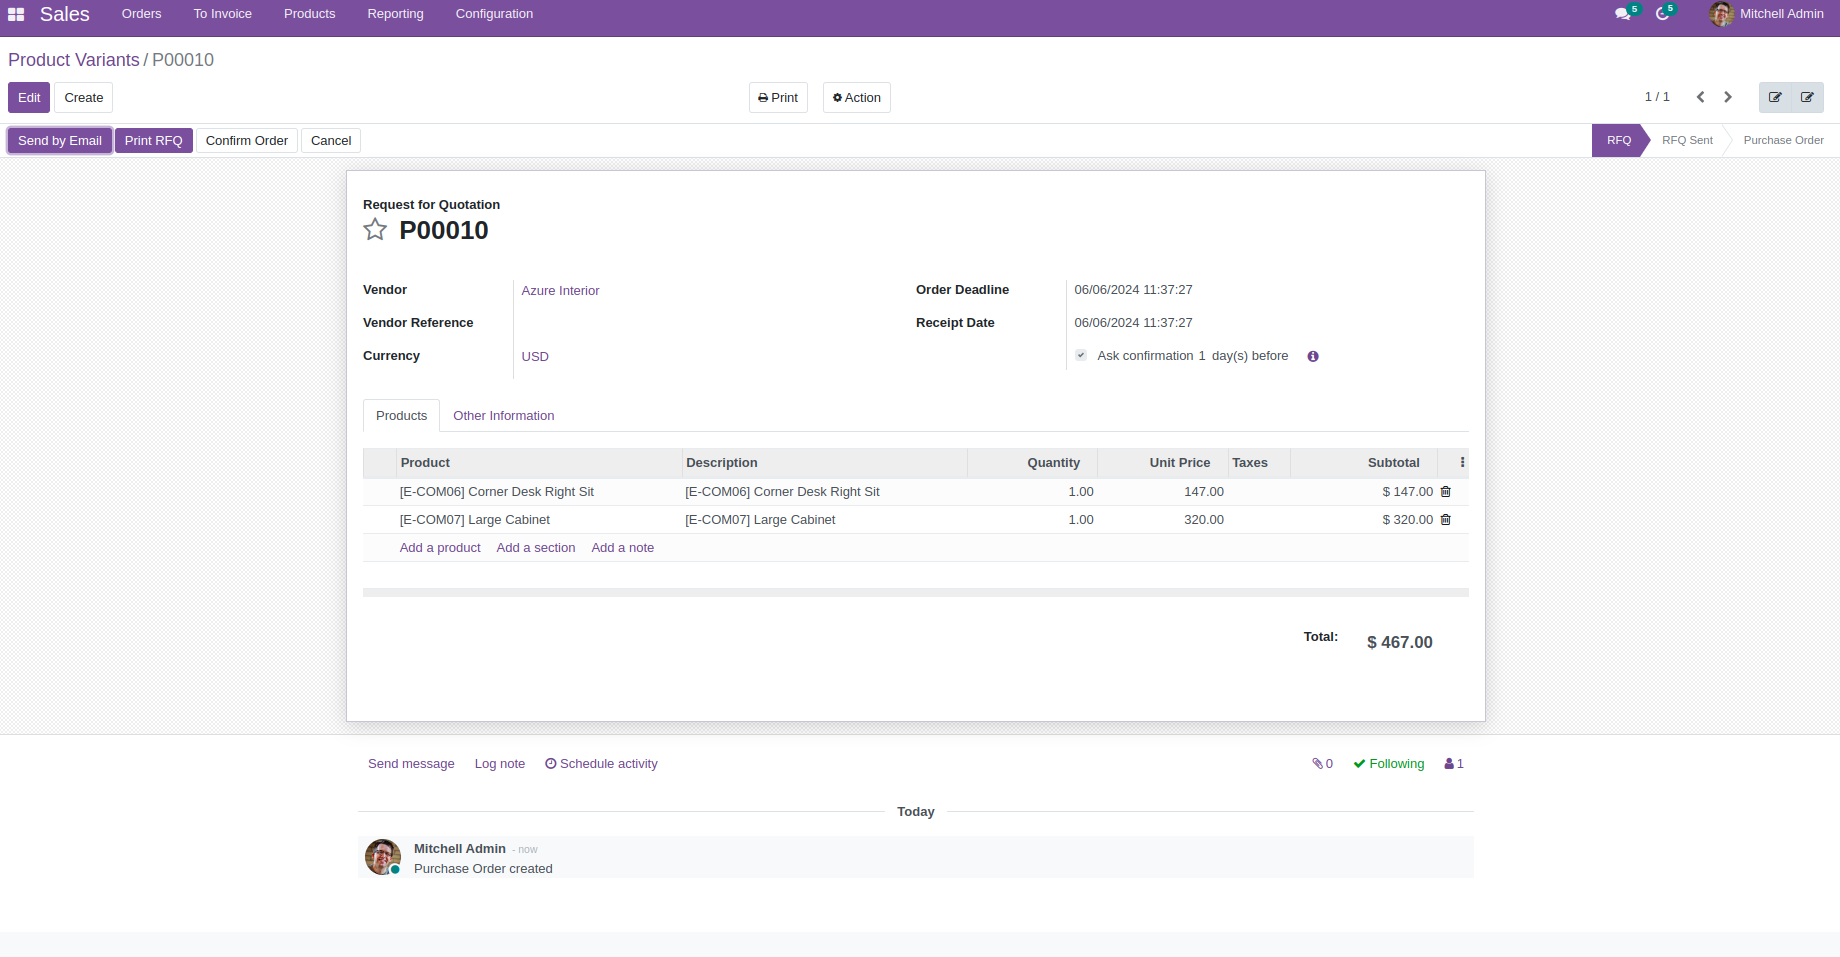 Sales Orders To Invoice Products Reporting Configuration 5 5 Mitchell Admin
Product Variants / P00010
Edit Create Print Action 1 / 1
Send by Email Print RFQ Confirm Order Cancel RFQ RFQ Sent Purchase Order
Request for Quotation
P00010
Vendor Azure Interior Order Deadline 06/06/2024 11:37:27
Vendor Reference Receipt Date 06/06/2024 11:37:27
Currency USD Ask confirmation 1 day(s) before
Products Other Information
Product Description Quantity Unit Price Taxes Subtotal
[E-COM06] Corner Desk Right Sit [E-COM06] Corner Desk Right Sit 1.00 147.00 $ 147.00
[E-COM07] Large Cabinet [E-COM07] Large Cabinet 1.00 320.00 $ 320.00
Add a product Add a section Add a note
Total: $ 467.00
Send message Log note Schedule activity 0 Following 1
Today
Mitchell Admin - now
Purchase Order created